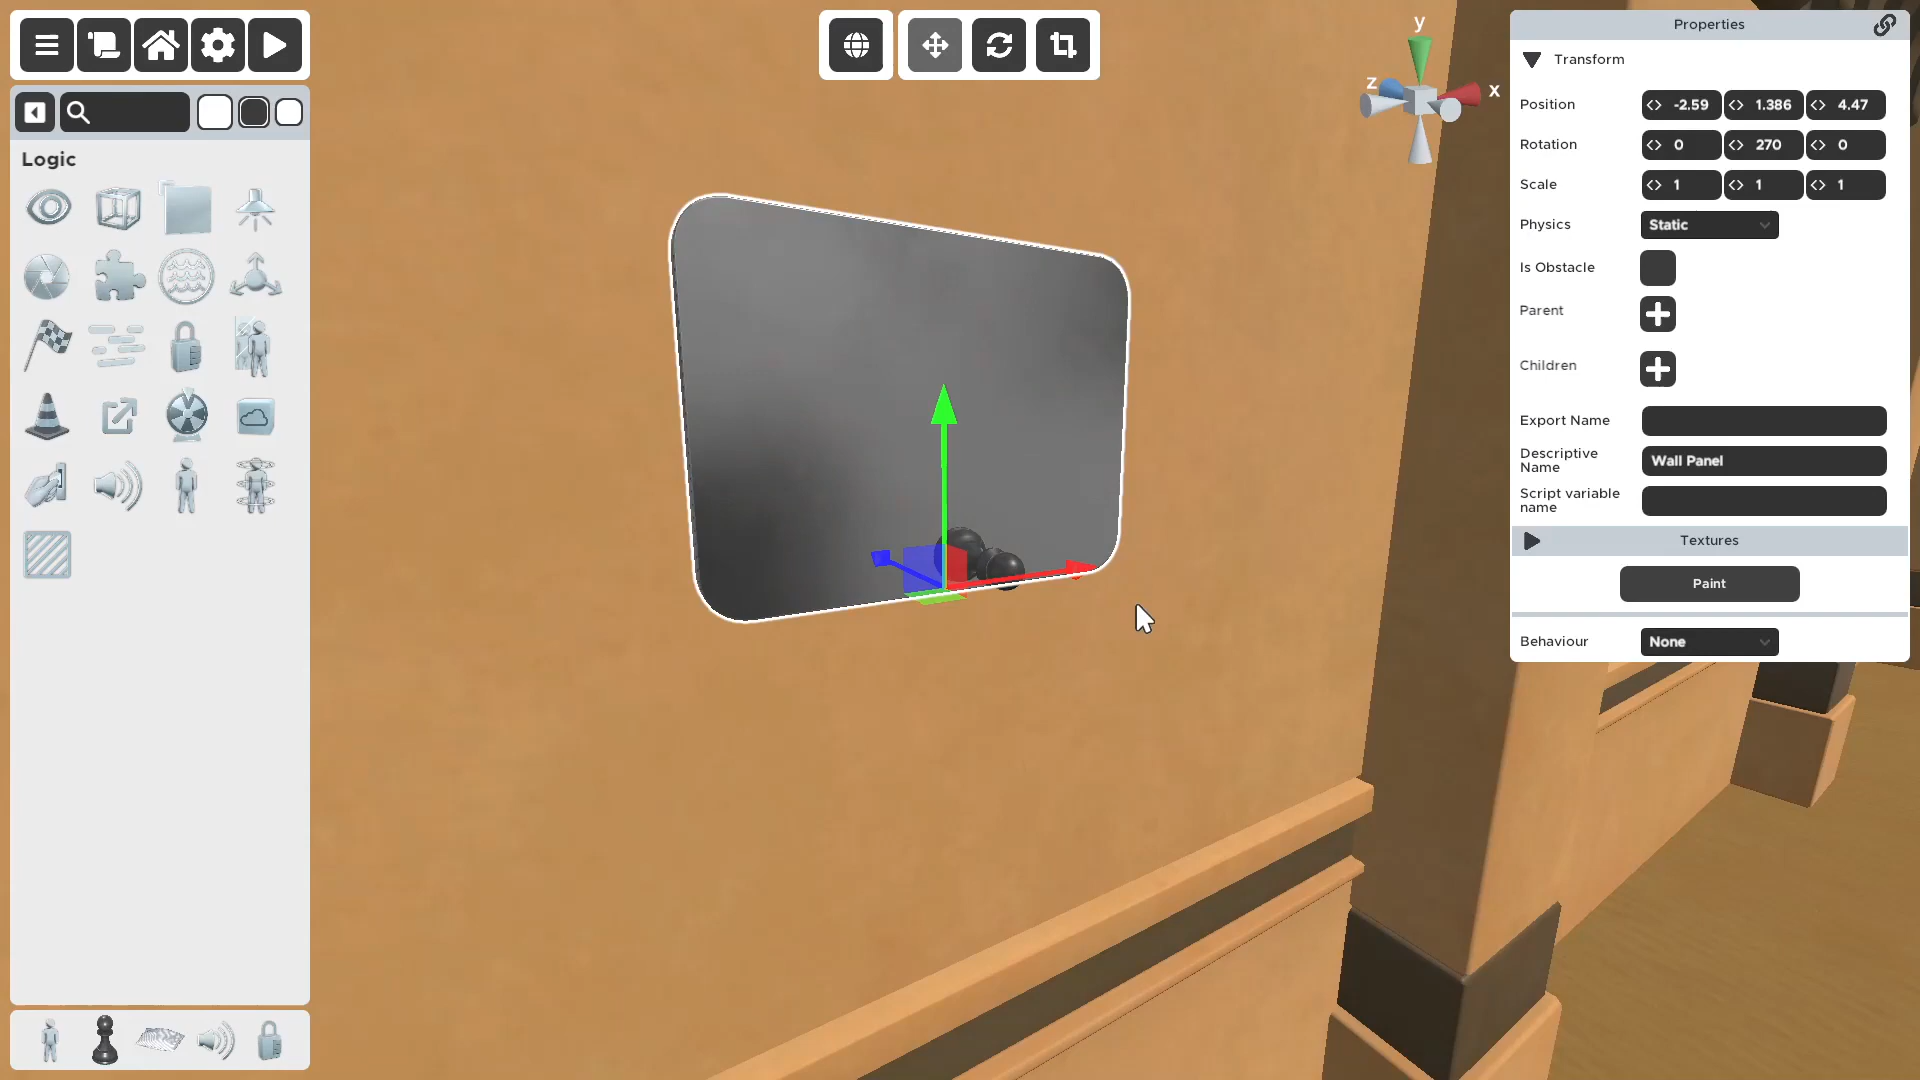 Logic
y
z
x
Properties
Transform
Position -2.59 1.386 4.47
Rotation 0 270 0
Scale 1 1 1
Physics Static
Is Obstacle
Parent
Children
Export Name
Descriptive
Name
Wall Panel
Script variable
name
Textures
Paint
Behaviour None